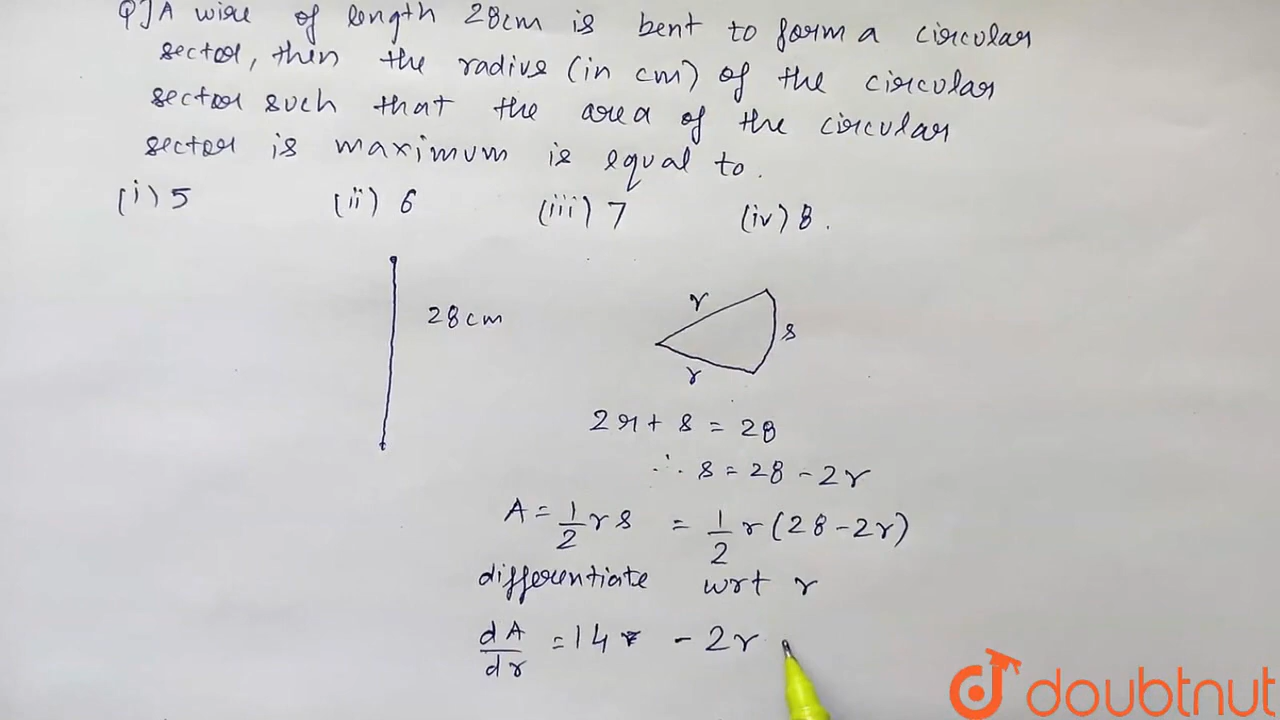 Q] A wire of length 28cm is bent to form a circular
sector, then the radius (in cm) of the circular
sector such that the area of the circular
sector is maximum is equal to.
(i) 5 (ii) 6 (iii) 7 (iv) 8.
28cm
r
s
r
2r + s = 28
∴ s = 28 - 2r
A = 1/2 r s = 1/2 r (28 - 2r)
differentiate wrt r
dA/dr = 14 - 2r
doubtnut